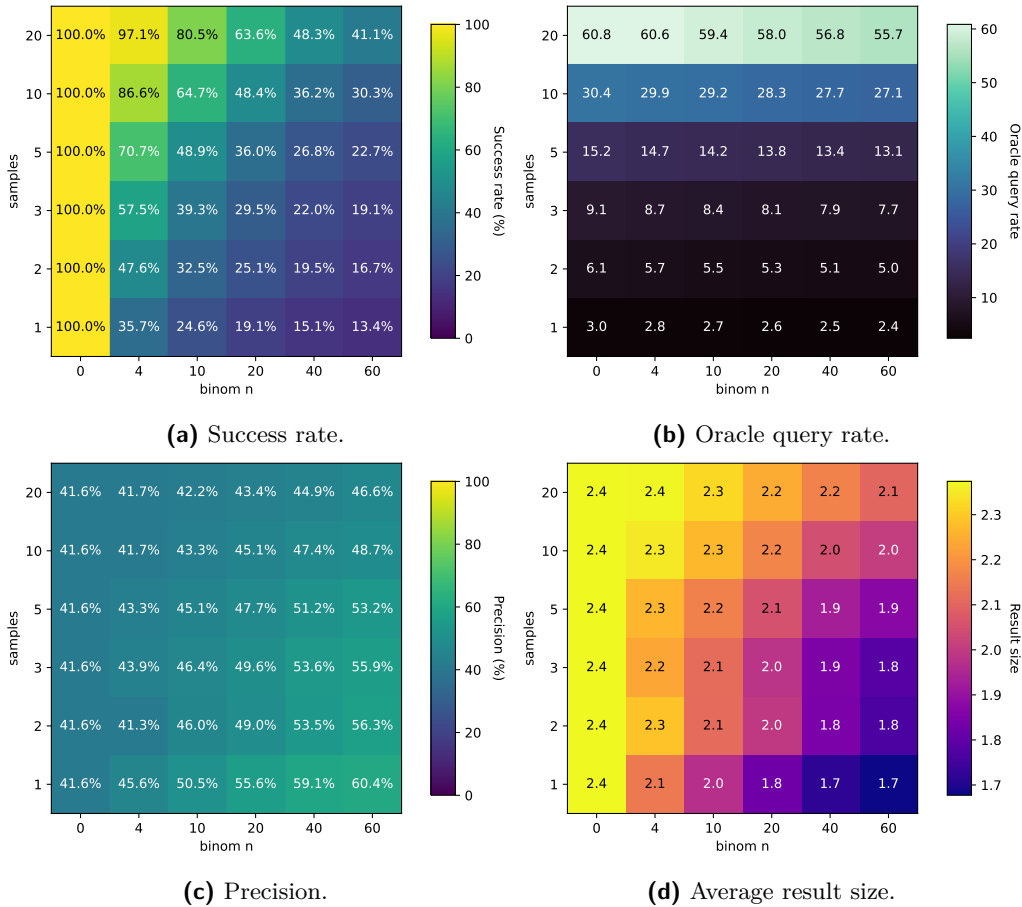 20 100.0% 97.1% 80.5% 63.6% 48.3% 41.1%
10 100.0% 86.6% 64.7% 48.4% 36.2% 30.3%
5 100.0% 70.7% 48.9% 36.0% 26.8% 22.7%
3 100.0% 57.5% 39.3% 29.5% 22.0% 19.1%
2 100.0% 47.6% 32.5% 25.1% 19.5% 16.7%
1 100.0% 35.7% 24.6% 19.1% 15.1% 13.4%
0 4 10 20 40 60
binom n
samples
100
80
60
40
20
0
Success rate (%)
(a) Success rate.
20 60.8 60.6 59.4 58.0 56.8 55.7
10 30.4 29.9 29.2 28.3 27.7 27.1
5 15.2 14.7 14.2 13.8 13.4 13.1
3 9.1 8.7 8.4 8.1 7.9 7.7
2 6.1 5.7 5.5 5.3 5.1 5.0
1 3.0 2.8 2.7 2.6 2.5 2.4
0 4 10 20 40 60
binom n
samples
60
50
40
30
20
10
Oracle query rate
(b) Oracle query rate.
20 41.6% 41.7% 42.2% 43.4% 44.9% 46.6%
10 41.6% 41.7% 43.3% 45.1% 47.4% 48.7%
5 41.6% 43.3% 45.1% 47.7% 51.2% 53.2%
3 41.6% 43.9% 46.4% 49.6% 53.6% 55.9%
2 41.6% 41.3% 46.0% 49.0% 53.5% 56.3%
1 41.6% 45.6% 50.5% 55.6% 59.1% 60.4%
0 4 10 20 40 60
binom n
samples
100
80
60
40
20
0
Precision (%)
(c) Precision.
20 2.4 2.4 2.3 2.2 2.2 2.1
10 2.4 2.3 2.3 2.2 2.0 2.0
5 2.4 2.3 2.2 2.1 1.9 1.9
3 2.4 2.2 2.1 2.0 1.9 1.8
2 2.4 2.3 2.1 2.0 1.8 1.8
1 2.4 2.1 2.0 1.8 1.7 1.7
0 4 10 20 40 60
binom n
samples
2.3
2.2
2.1
2.0
1.9
1.8
1.7
Result size
(d) Average result size.